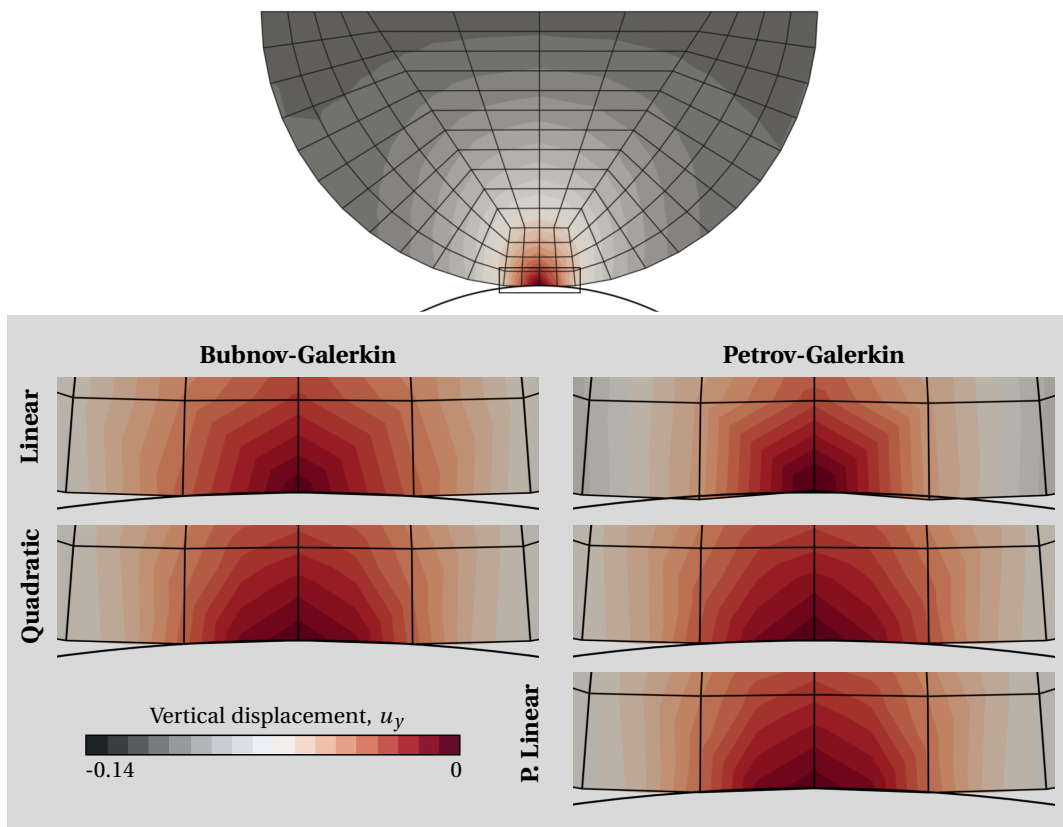 Bubnov-Galerkin
Petrov-Galerkin
Linear
Quadratic
P. Linear
Vertical displacement, u_y
-0.14
0